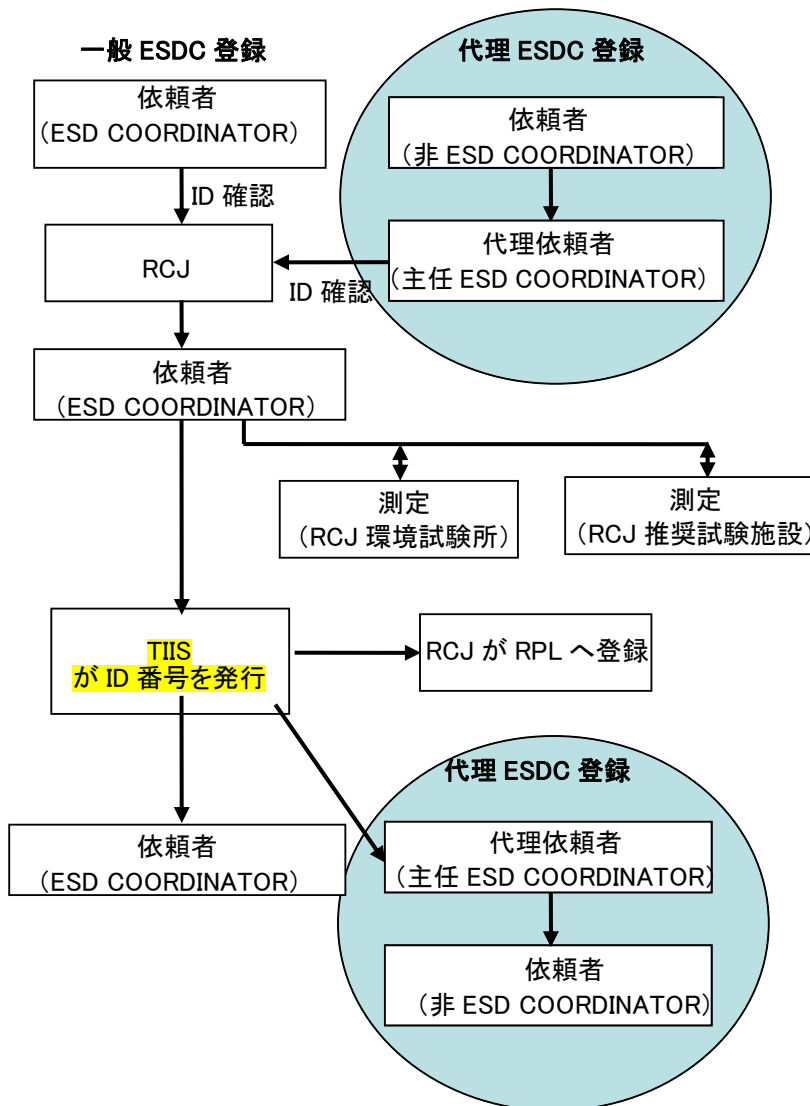 一般 ESDC 登録
依頼者
（ESD COORDINATOR）
ID 確認
RCJ
代理 ESDC 登録
依頼者
（非 ESD COORDINATOR）
代理依頼者
（主任 ESD COORDINATOR）
ID 確認
依頼者
（ESD COORDINATOR）
測定
（RCJ 環境試験所）
測定
（RCJ 推奨試験施設）
TIIS
が ID 番号を発行
RCJ が RPL へ登録
依頼者
（ESD COORDINATOR）
代理 ESDC 登録
代理依頼者
（主任 ESD COORDINATOR）
依頼者
（非 ESD COORDINATOR）